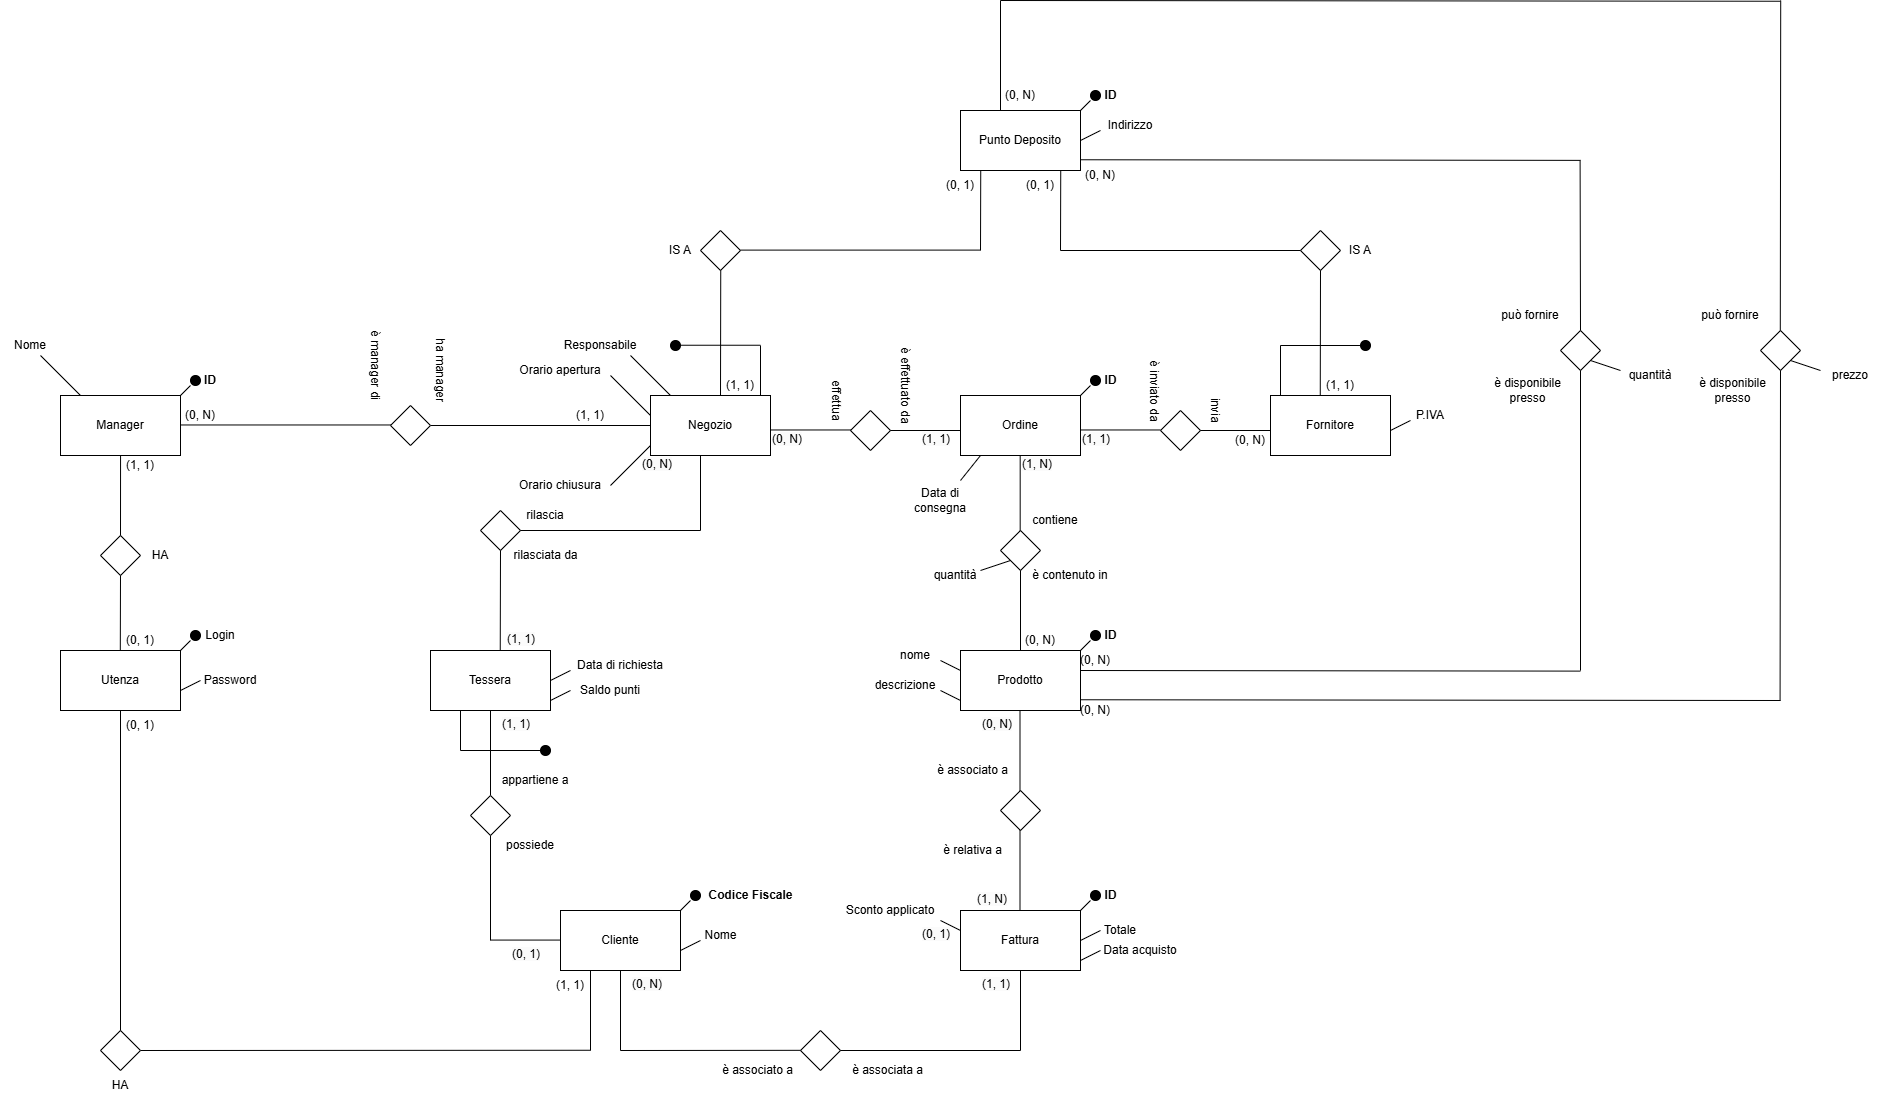 (0, N)
ID
Punto Deposito
Indirizzo
(0, 1)
(0, 1)
(0, N)
IS A
IS A
può fornire
può fornire
quantità
prezzo
è disponibile
presso
è disponibile
presso
Nome
ID
Manager
(0, N)
(1, 1)
è manager di
ha manager
(1, 1)
Responsabile
Orario apertura
(1, 1)
Negozio
(0, N)
(0, N)
Orario chiusura
effettua
è effettuato da
(1, 1)
ID
Ordine
(1, 1)
(1, N)
Data di
consegna
è inviato da
invia
(0, N)
(1, 1)
Fornitore
P.IVA
HA
rilascia
rilasciata da
contiene
quantità
è contenuto in
(0, 1)
Login
Utenza
Password
(0, 1)
(1, 1)
Tessera
Data di richiesta
Saldo punti
(1, 1)
appartiene a
possiede
(0, N)
ID
nome
(0, N)
Prodotto
descrizione
(0, N)
(0, N)
è associato a
è relativa a
Codice Fiscale
Cliente
Nome
(0, 1)
(1, 1)
(0, N)
(1, N)
ID
Sconto applicato
(0, 1)
Fattura
Totale
Data acquisto
(1, 1)
è associato a
è associata a
HA